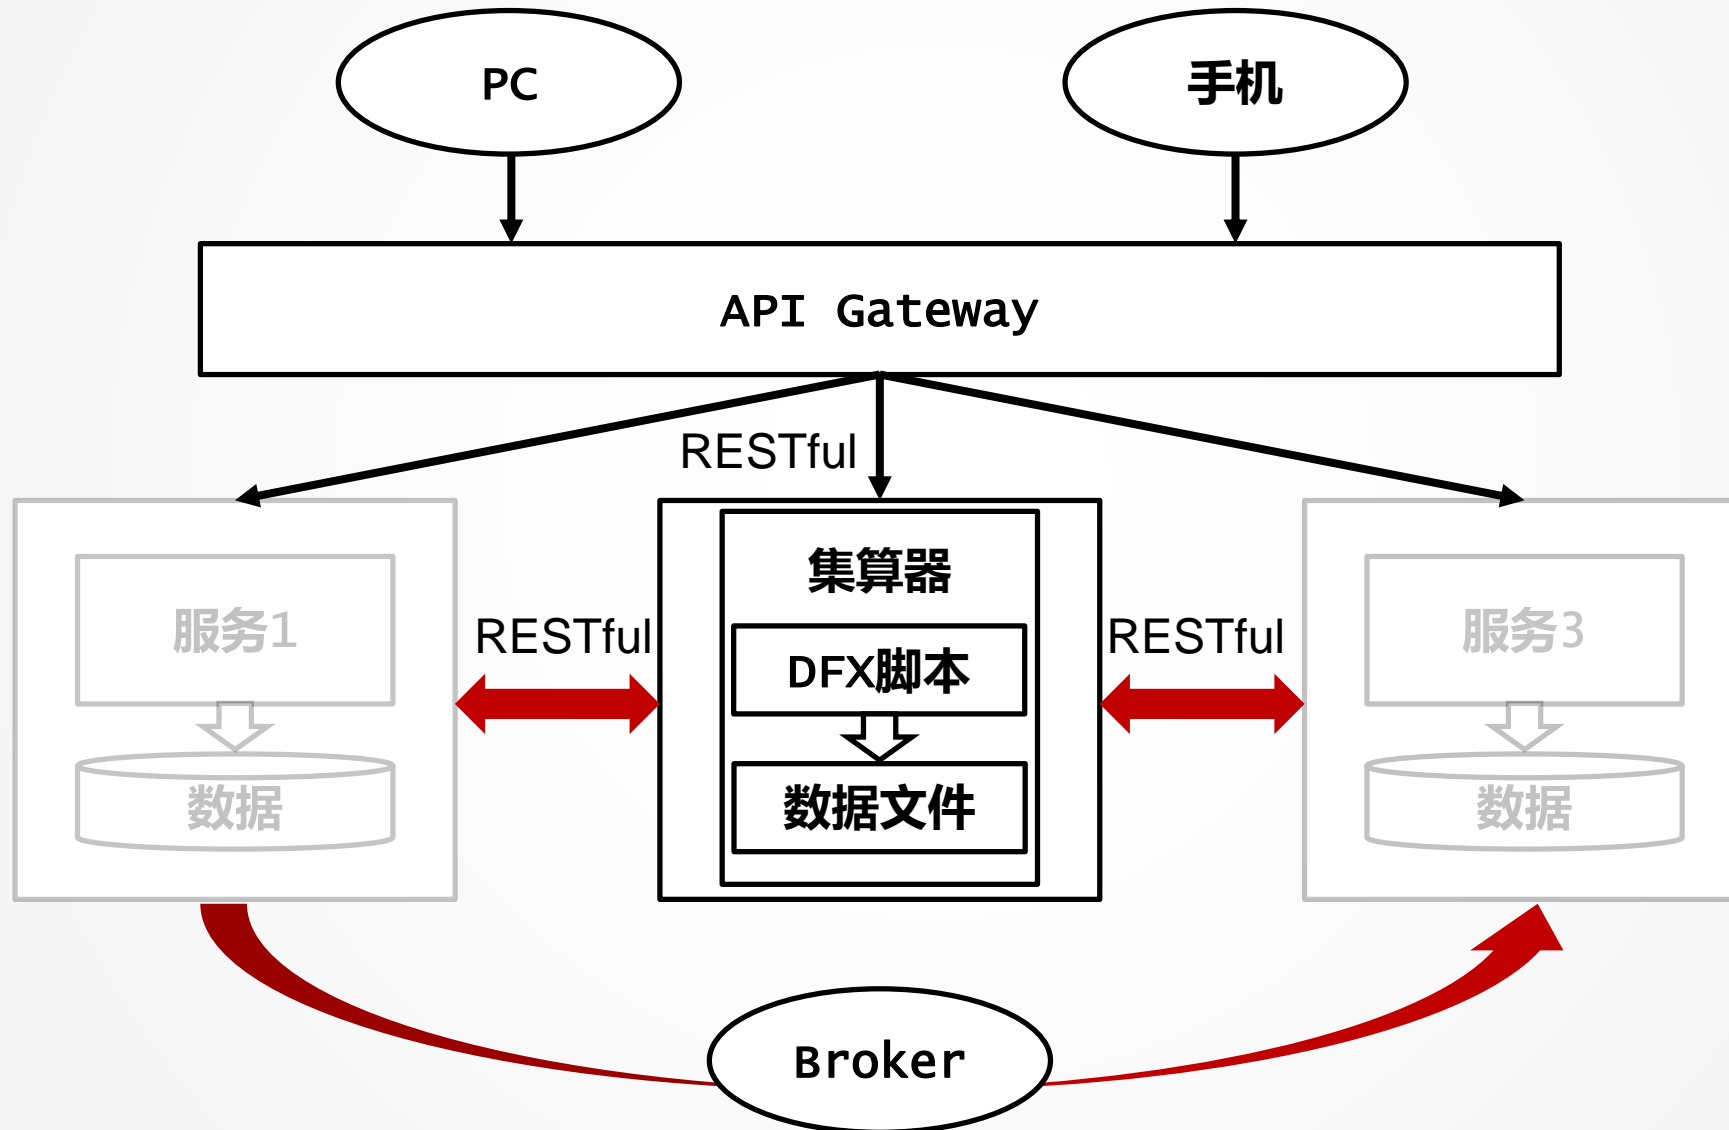 PC
手机
API Gateway
RESTful
集算器
服务1
RESTful
DFX脚本
RESTful
服务3
数据
数据文件
数据
Broker